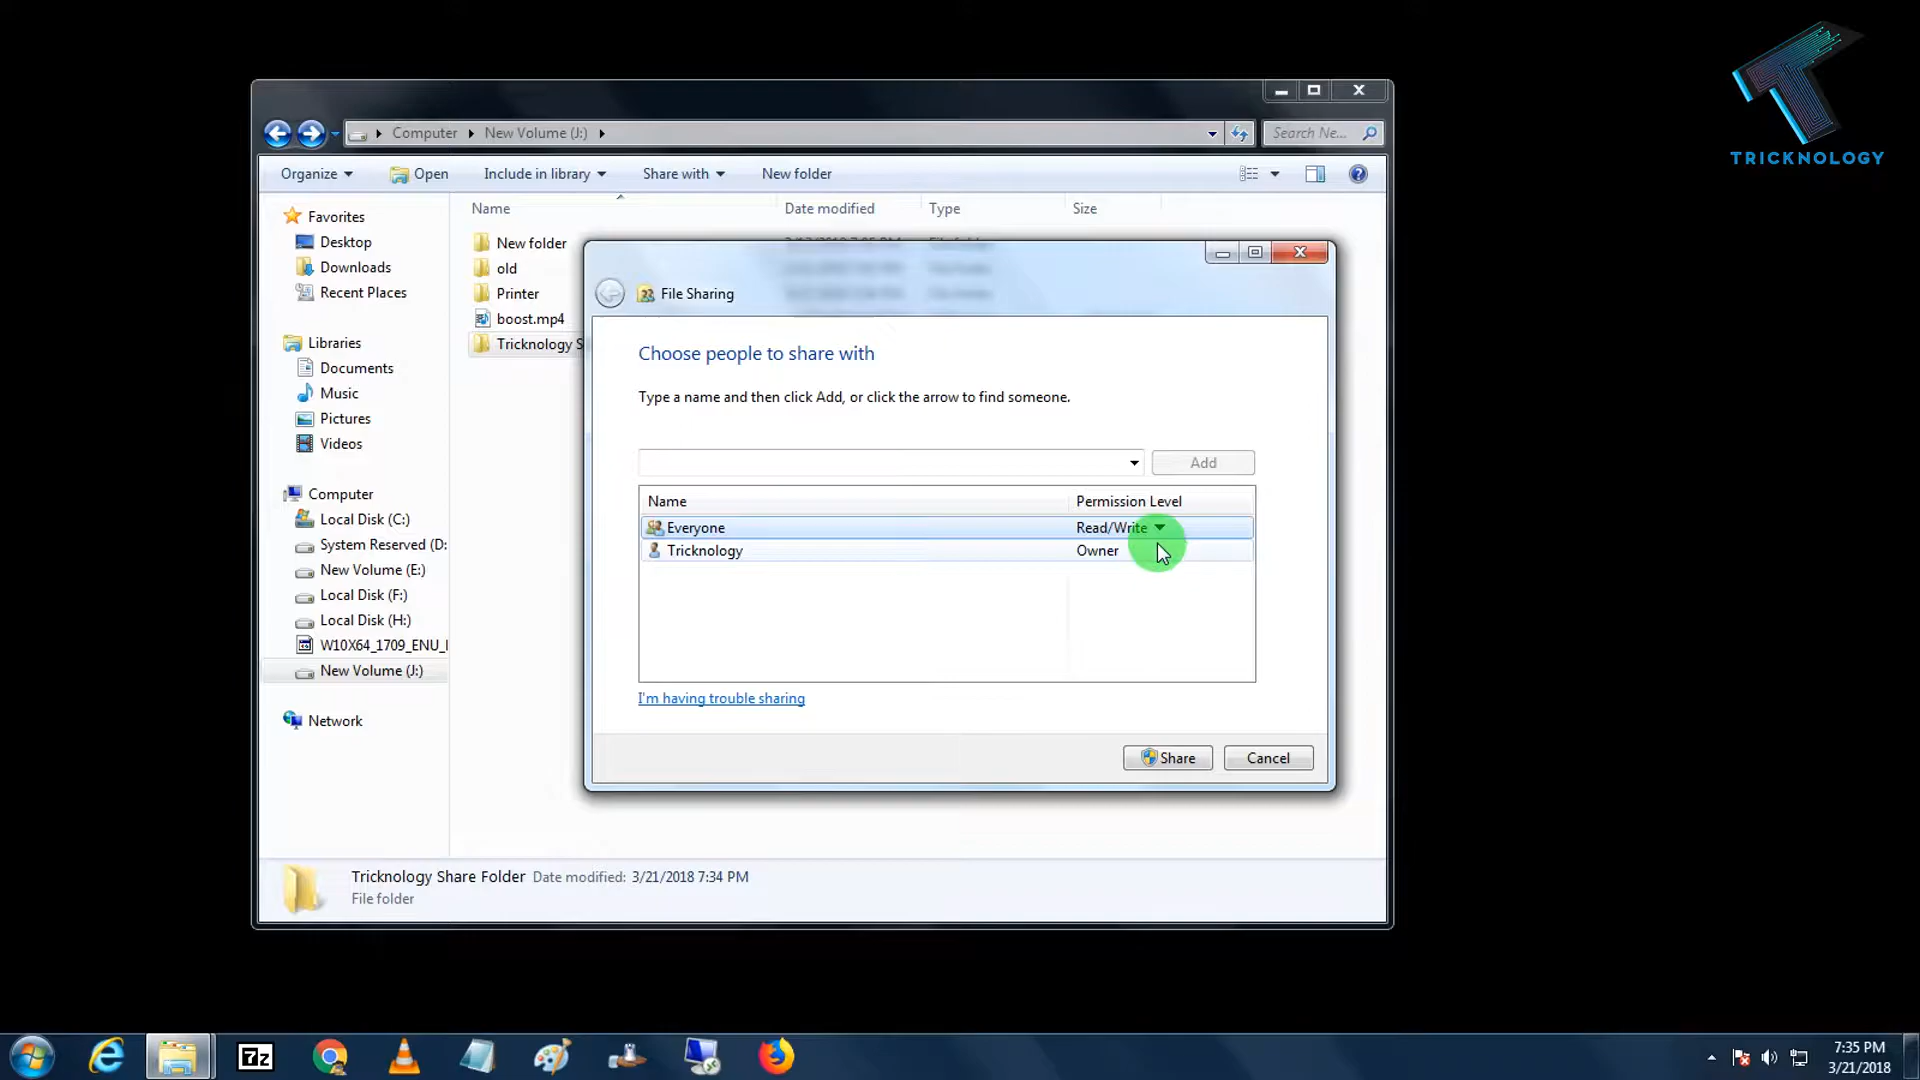 TRICKNOLOGY
Computer New Volume (J:)
Search Ne...
Organize Open Include in library Share with New folder
Name Date modified Type Size
Favorites
Desktop
Downloads
Recent Places
Libraries
Documents
Music
Pictures
Videos
Computer
Local Disk (C:)
System Reserved (D:
New Volume (E:)
Local Disk (F:)
Local Disk (H:)
W10X64_1709_ENU_
New Volume (J:)
Network
New folder
old
Printer
boost.mp4
Tricknology S
File Sharing
Choose people to share with
Type a name and then click Add, or click the arrow to find someone.
Add
Name Permission Level
Everyone Read/Write
Tricknology Owner
I'm having trouble sharing
Share Cancel
Tricknology Share Folder Date modified: 3/21/2018 7:34 PM
File folder
7z
7:35 PM
3/21/2018